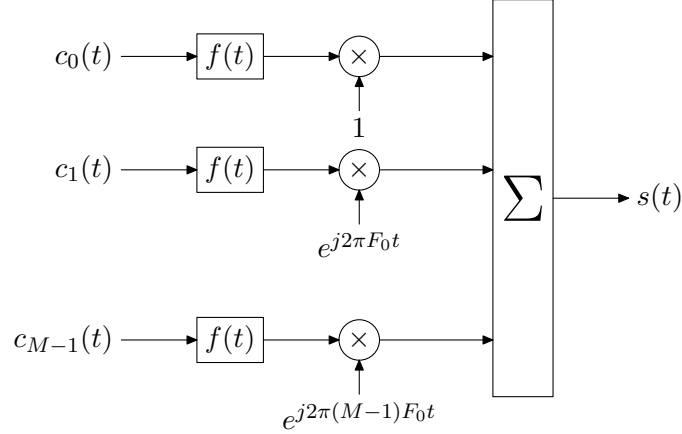 c_0(t) f(t) ×
1
c_1(t) f(t) ×
∑ s(t)
e^{j2πF_0t}
c_{M−1}(t) f(t) ×
e^{j2π(M−1)F_0t}